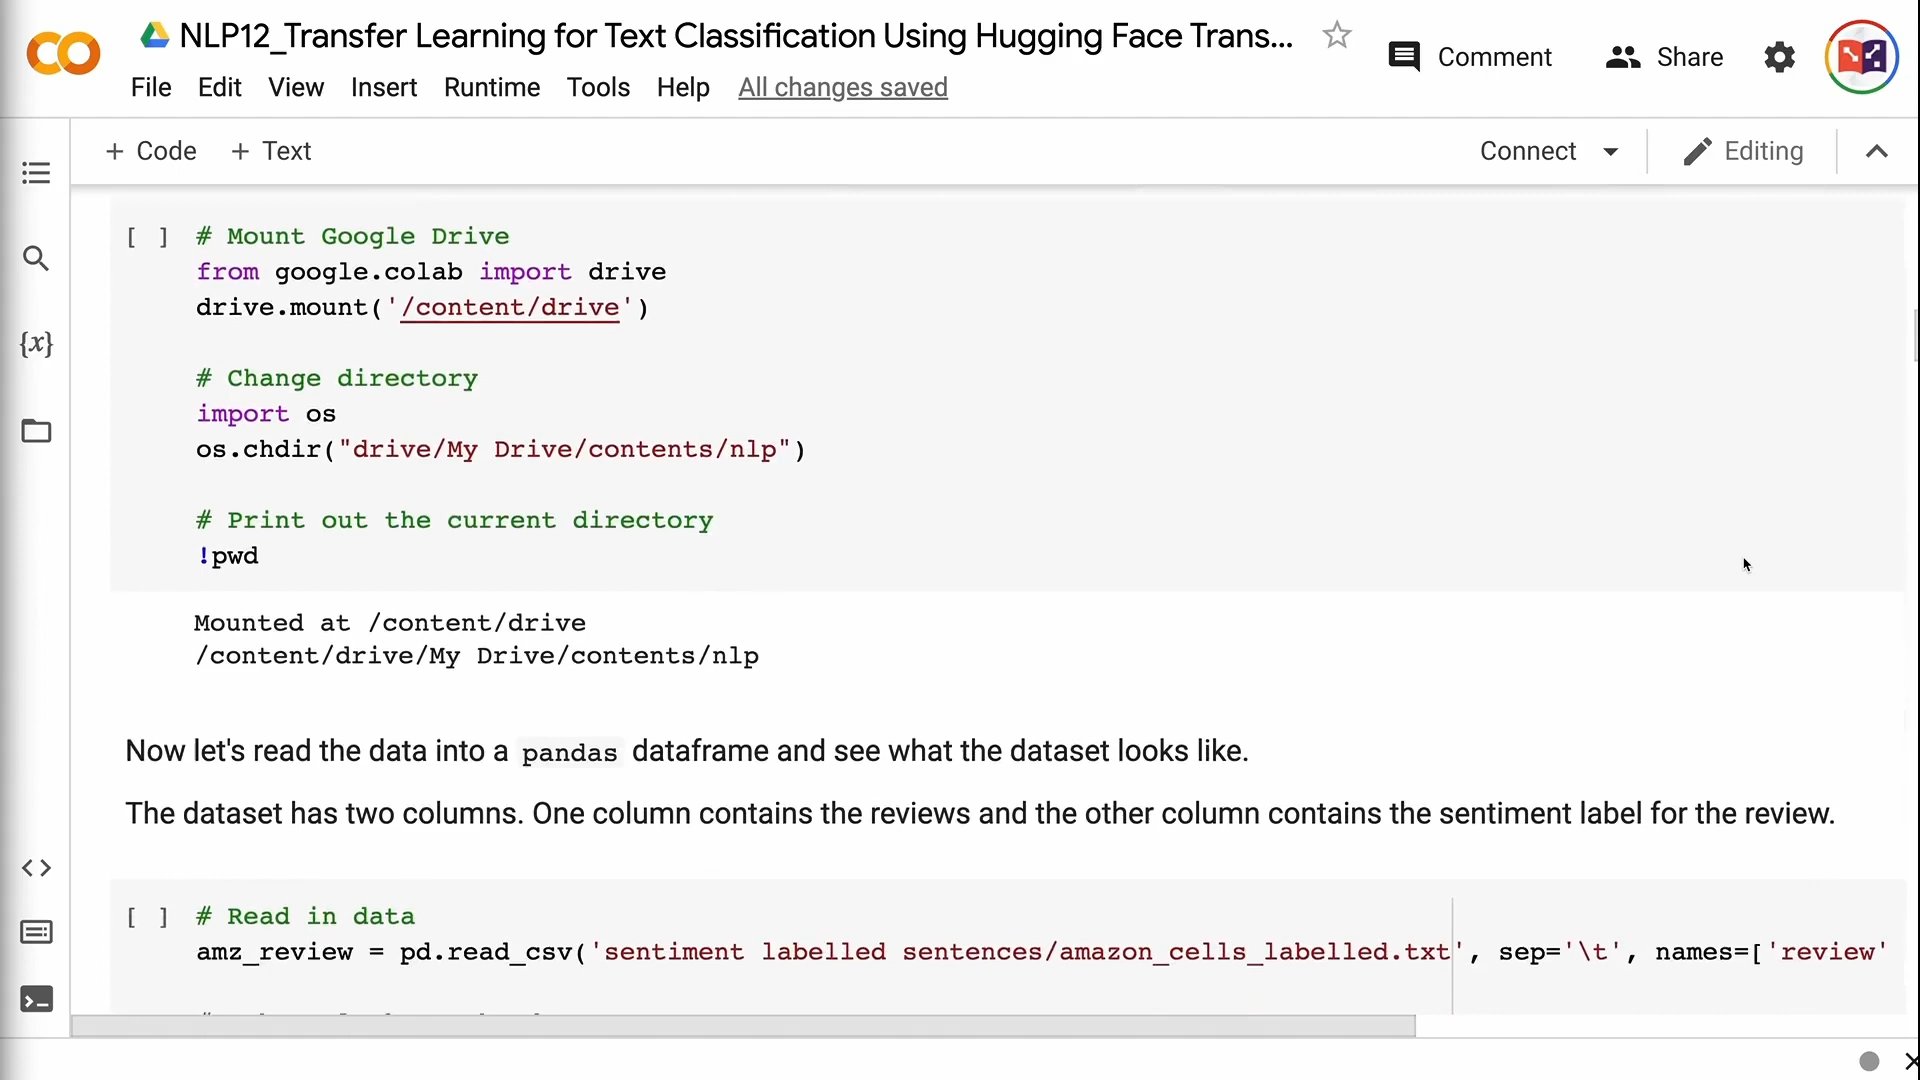 NLP12_Transfer Learning for Text Classification Using Hugging Face Trans...
Comment
Share
File Edit View Insert Runtime Tools Help All changes saved
+ Code + Text
Connect
Editing
{x}
[ ] # Mount Google Drive
from google.colab import drive
drive.mount('/content/drive')
# Change directory
import os
os.chdir("drive/My Drive/contents/nlp")
# Print out the current directory
!pwd
Mounted at /content/drive
/content/drive/My Drive/contents/nlp
Now let's read the data into a pandas dataframe and see what the dataset looks like.
The dataset has two columns. One column contains the reviews and the other column contains the sentiment label for the review.
[ ] # Read in data
amz_review = pd.read_csv('sentiment labelled sentences/amazon_cells_labelled.txt', sep='\t', names=['review'